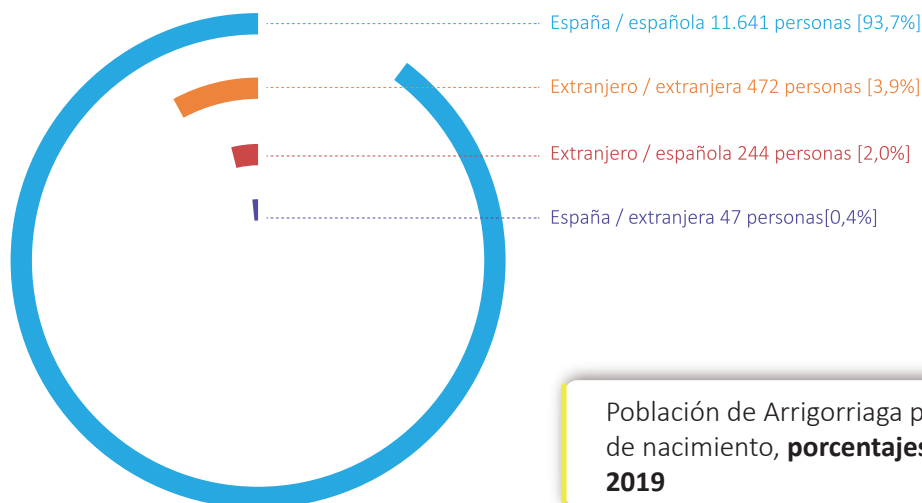 España / española 11.641 personas [93,7%]
Extranjero / extranjera 472 personas [3,9%]
Extranjero / española 244 personas [2,0%]
España / extranjera 47 personas[0,4%]
Población de Arrigorriaga p
de nacimiento, porcentajes
2019